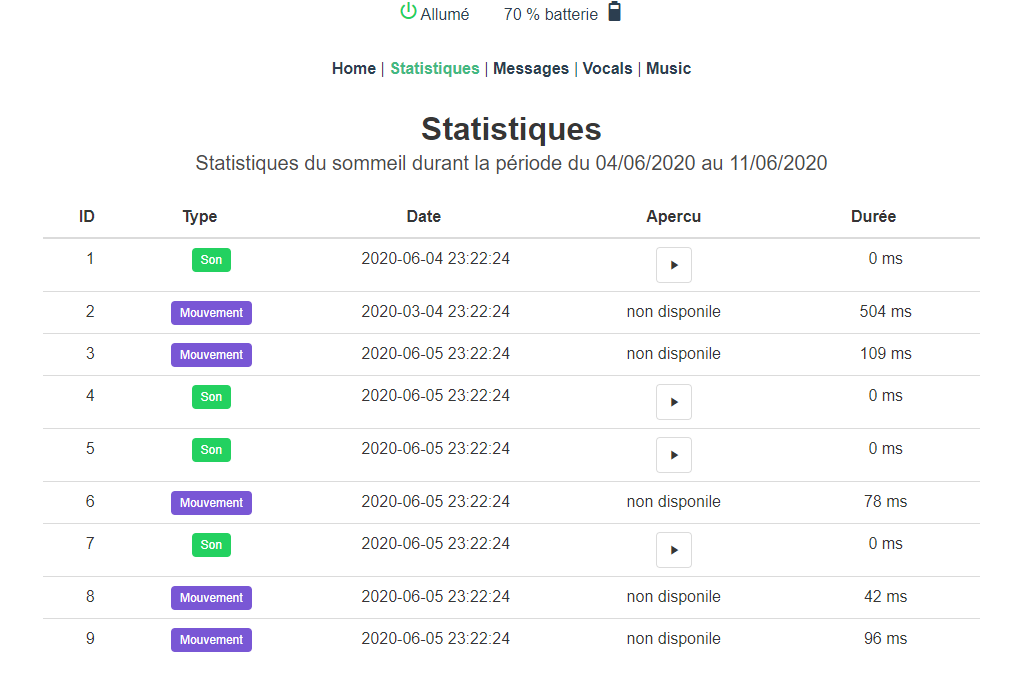 Allumé 70 % batterie
Home | Statistiques | Messages | Vocals | Music
Statistiques
Statistiques du sommeil durant la période du 04/06/2020 au 11/06/2020
ID Type Date Apercu Durée
1 Son 2020-06-04 23:22:24 0 ms
2 Mouvement 2020-03-04 23:22:24 non disponile 504 ms
3 Mouvement 2020-06-05 23:22:24 non disponile 109 ms
4 Son 2020-06-05 23:22:24 0 ms
5 Son 2020-06-05 23:22:24 0 ms
6 Mouvement 2020-06-05 23:22:24 non disponile 78 ms
7 Son 2020-06-05 23:22:24 0 ms
8 Mouvement 2020-06-05 23:22:24 non disponile 42 ms
9 Mouvement 2020-06-05 23:22:24 non disponile 96 ms